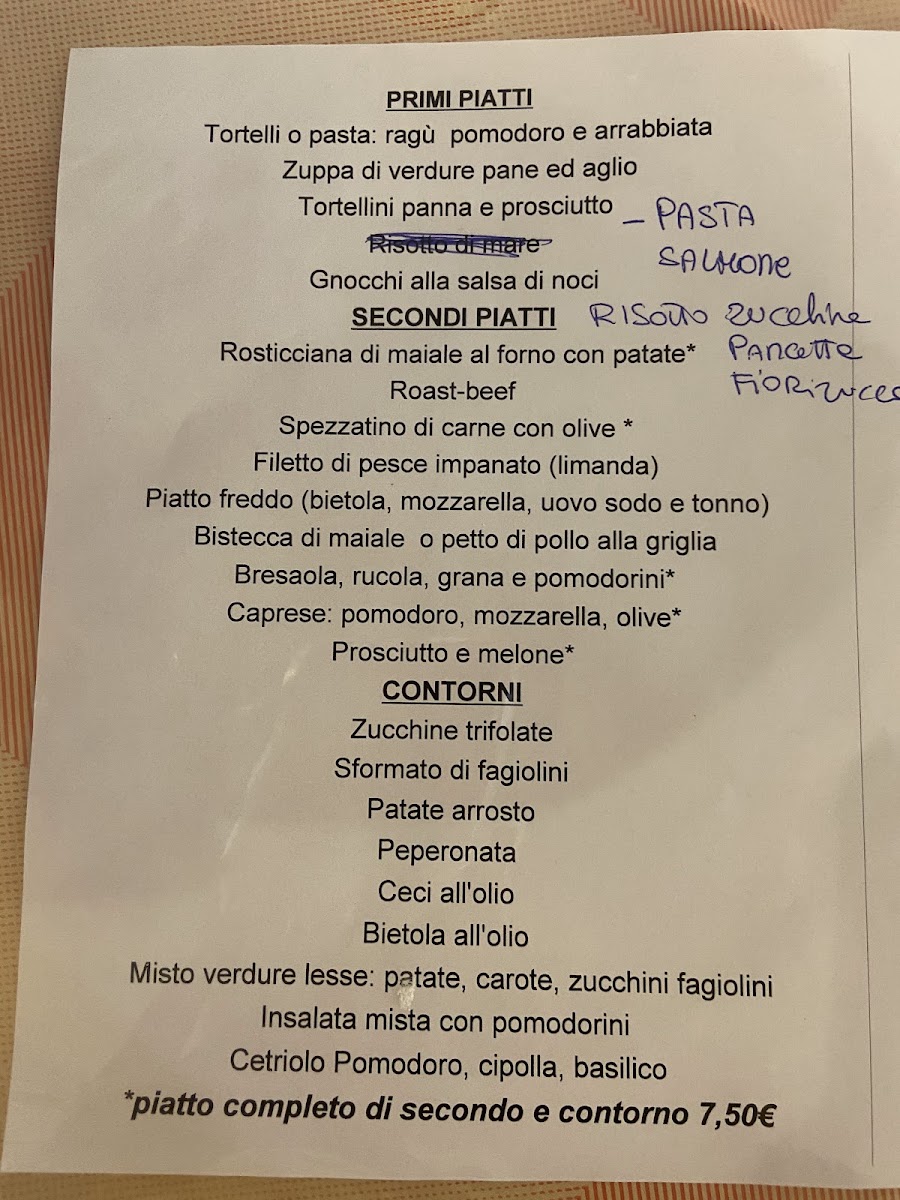 PRIMI PIATTI
Tortelli o pasta: ragù pomodoro e arrabbiata
Zuppa di verdure pane ed aglio
Tortellini panna e prosciutto
- PASTA
SALMONE
Risotto di mare
Gnocchi alla salsa di noci
SECONDI PIATTI
RISOTTO zucchine
PANCETTA
FIORI zucca
Rosticciana di maiale al forno con patate*
Roast-beef
Spezzatino di carne con olive *
Filetto di pesce impanato (limanda)
Piatto freddo (bietola, mozzarella, uovo sodo e tonno)
Bistecca di maiale o petto di pollo alla griglia
Bresaola, rucola, grana e pomodorini*
Caprese: pomodoro, mozzarella, olive*
Prosciutto e melone*
CONTORNI
Zucchine trifolate
Sformato di fagiolini
Patate arrosto
Peperonata
Ceci all'olio
Bietola all'olio
Misto verdure lesse: patate, carote, zucchini fagiolini
Insalata mista con pomodorini
Cetriolo Pomodoro, cipolla, basilico
*piatto completo di secondo e contorno 7,50€